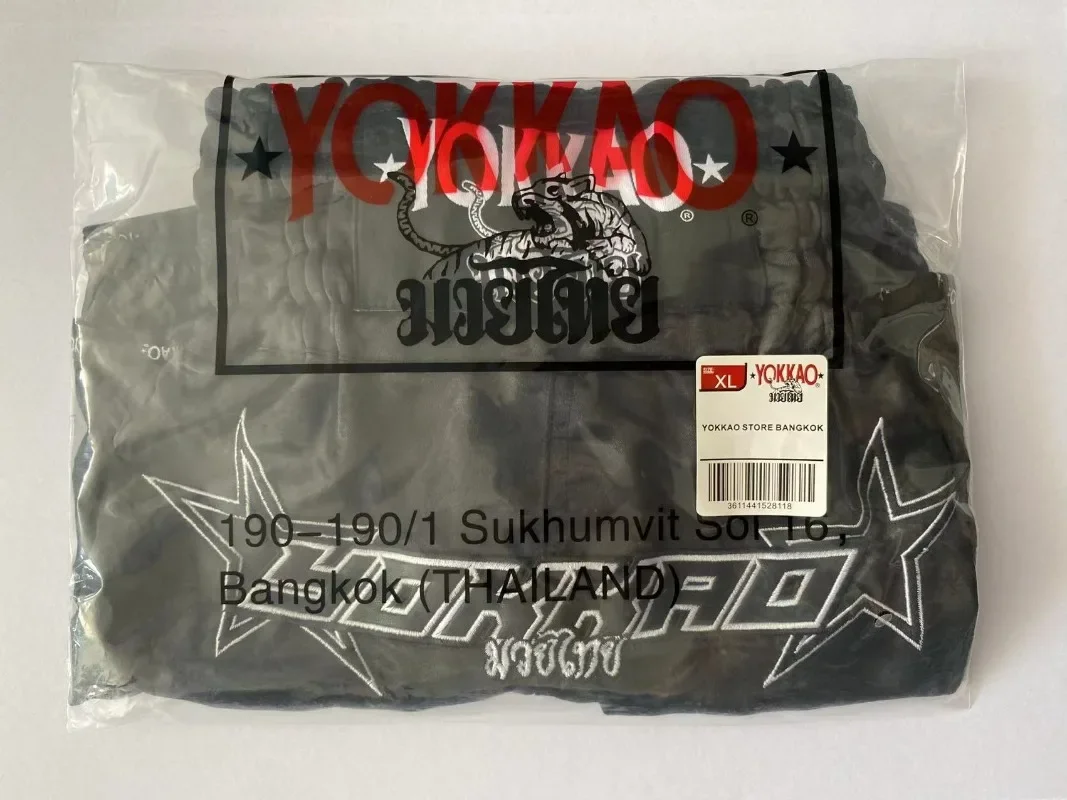 YOKKAO
YOKKAO
®
®
มวยไทย
SIZE:
XL
YOKKAO
®
มวยไทย
YOKKAO STORE BANGKOK
3611441528118
190-190/1 Sukhumvit Soi 16,
Bangkok (THAILAND)
YOKKAO
มวยไทย